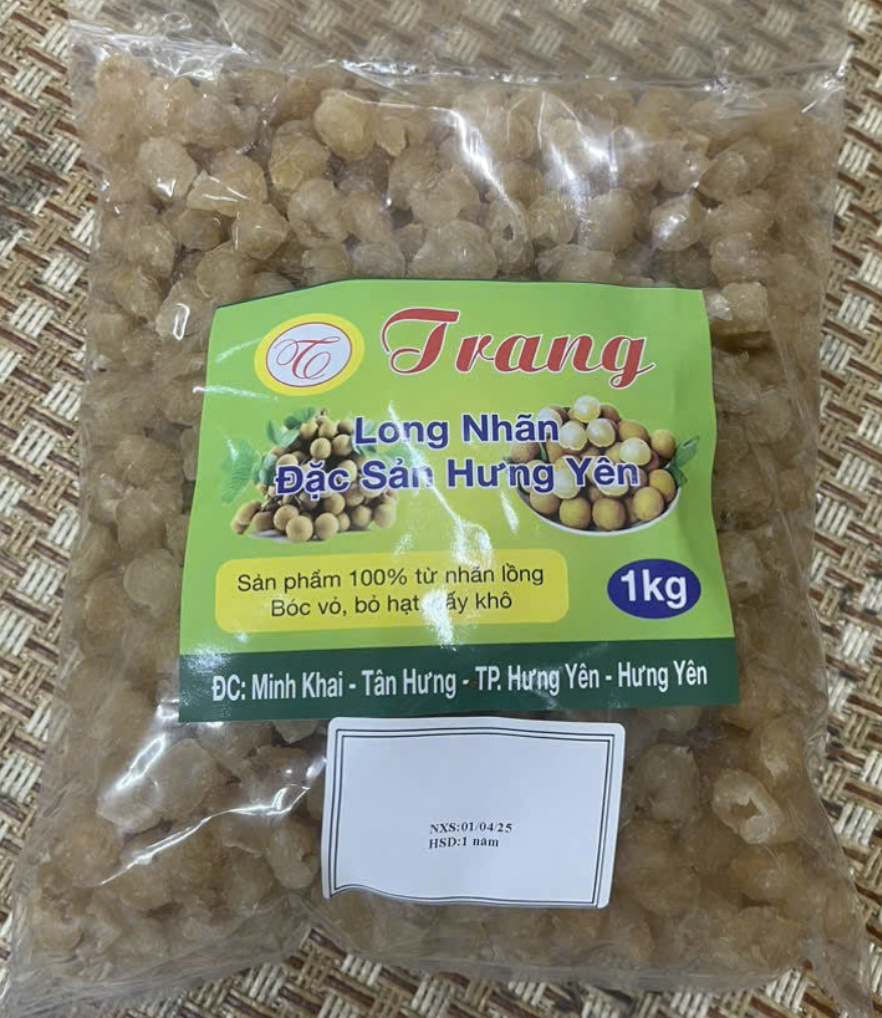 T
Trang
Long Nhãn
Đặc Sản Hưng Yên
Sản phẩm 100% từ nhãn lồng
Bóc vỏ, bỏ hạt, sấy khô
1kg
ĐC: Minh Khai - Tân Hưng - TP. Hưng Yên - Hưng Yên
NXS:01/04/25
HSD:1 năm